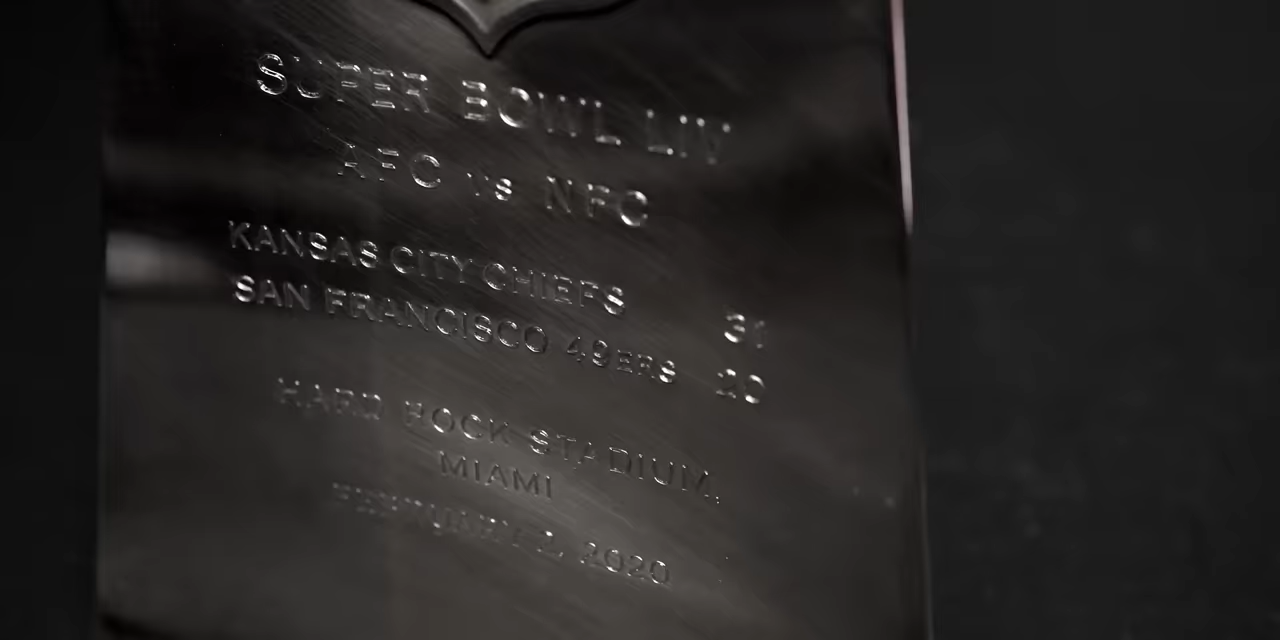 SUPER BOWL LIV
AFC vs NFC
KANSAS CITY CHIEFS 31
SAN FRANCISCO 49ERS 20
HARD ROCK STADIUM,
MIAMI
FEBRUARY 2, 2020